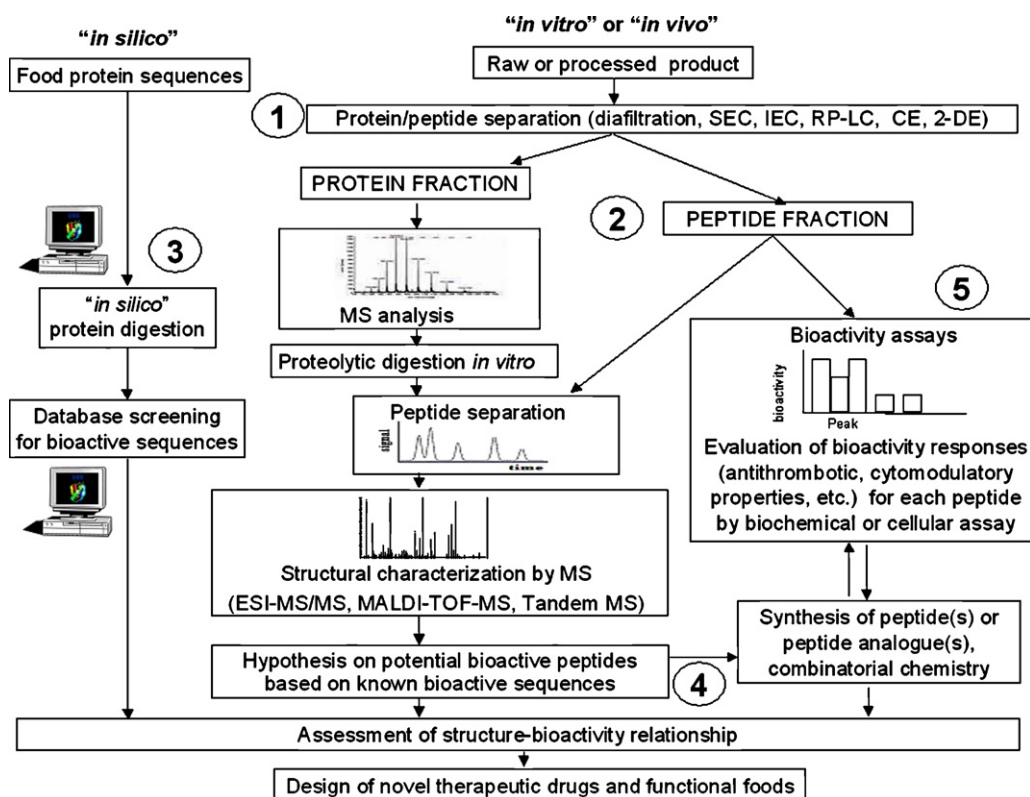 "in silico"
Food protein sequences
3
"in silico"
protein digestion
Database screening
for bioactive sequences
"in vitro" or "in vivo"
Raw or processed product
1
Protein/peptide separation (diafiltration, SEC, IEC, RP-LC, CE, 2-DE)
PROTEIN FRACTION
2
PEPTIDE FRACTION
MS analysis
Proteolytic digestion in vitro
Peptide separation
signal
time
Structural characterization by MS
(ESI-MS/MS, MALDI-TOF-MS, Tandem MS)
Hypothesis on potential bioactive peptides
based on known bioactive sequences
4
5
Bioactivity assays
bioactivity
Peak
Evaluation of bioactivity responses
(antithrombotic, cytomodulatory
properties, etc.) for each peptide
by biochemical or cellular assay
Synthesis of peptide(s) or
peptide analogue(s),
combinatorial chemistry
Assessment of structure-bioactivity relationship
Design of novel therapeutic drugs and functional foods